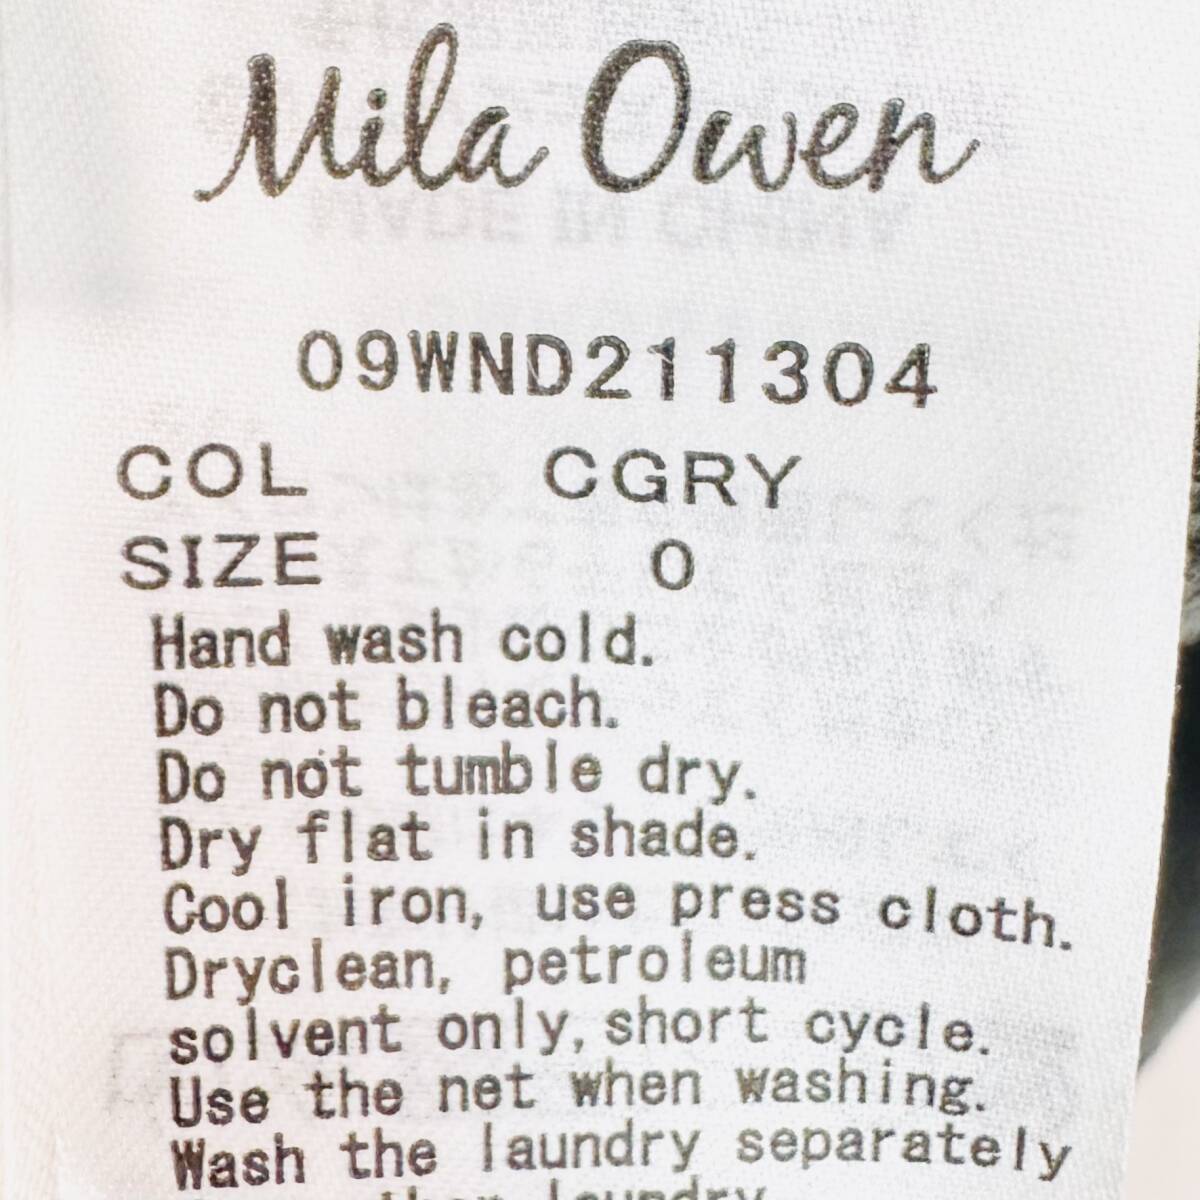 Mila Owen
09WND211304
COL CGRY
SIZE 0
Hand wash cold.
Do not bleach.
Do not tumble dry.
Dry flat in shade.
Cool iron, use press cloth.
Dryclean, petroleum
solvent only, short cycle.
Use the net when washing.
Wash the laundry separately
laundry